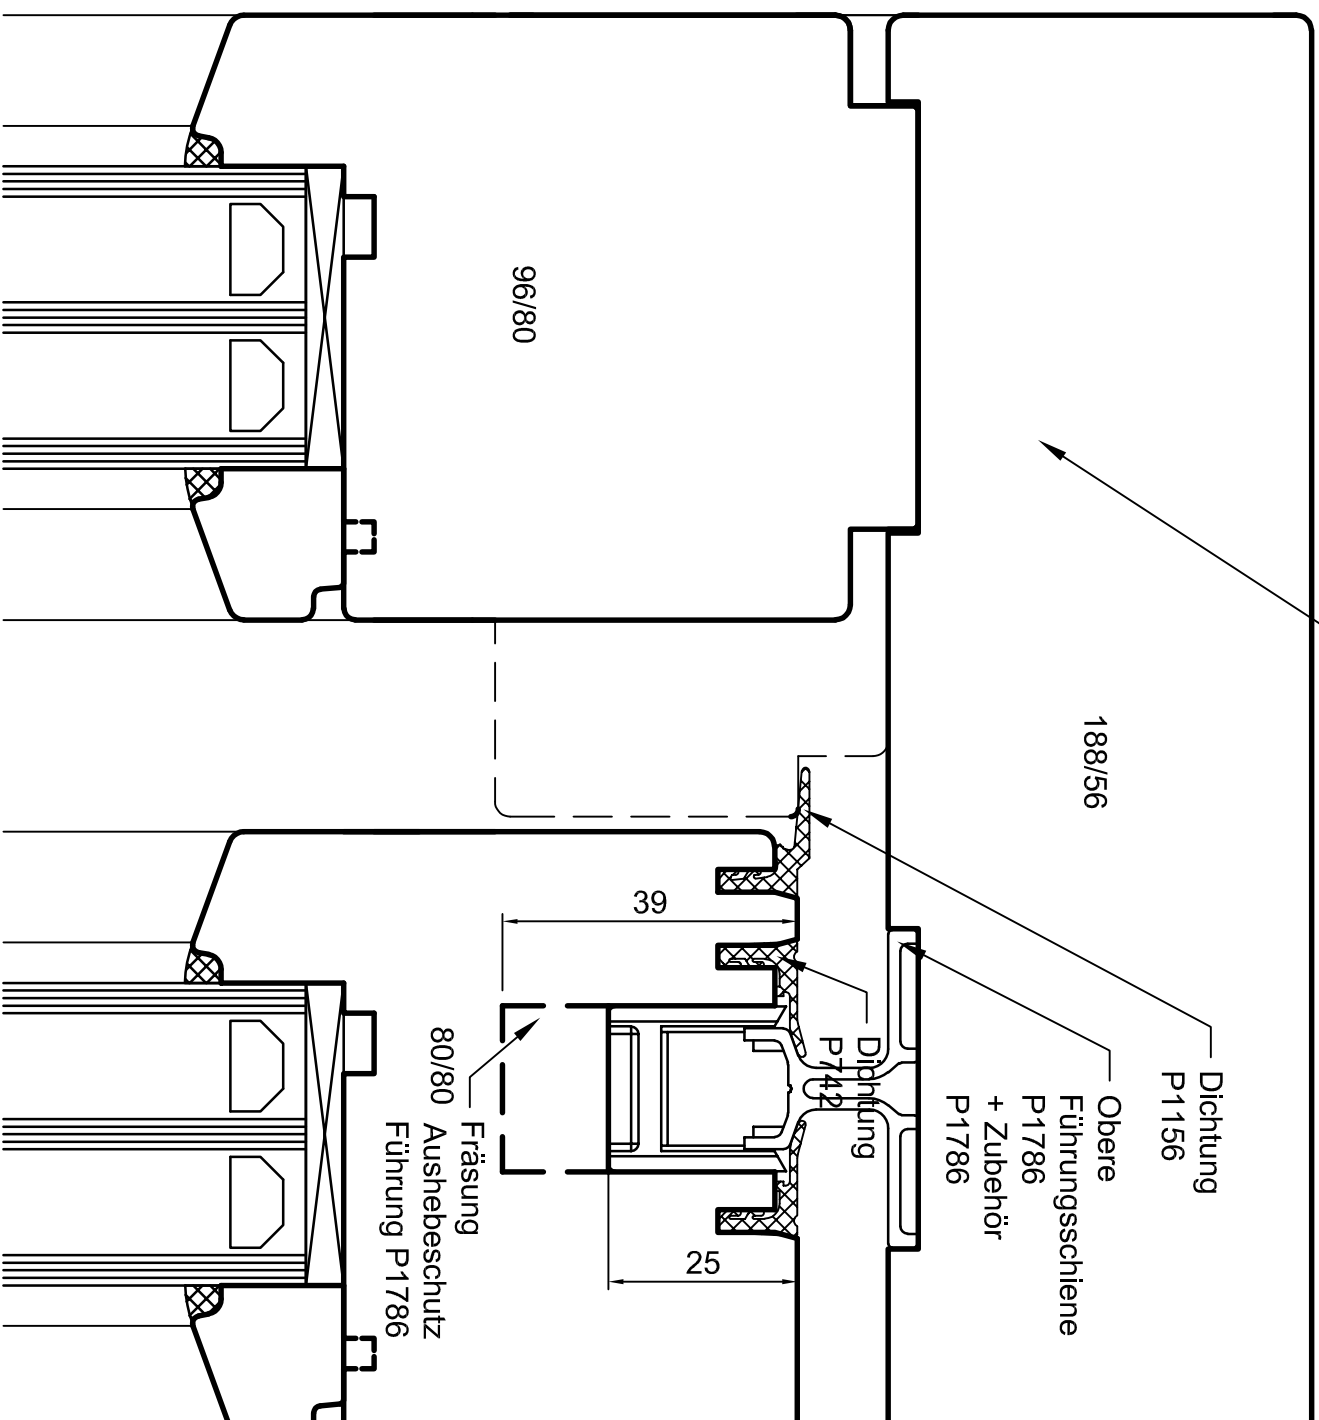 Dichtung
P1156
Obere
Führungsschiene
P1786
+ Zubehör
P1786
188/56
Dichtung
P742
96/80
39
25
80/80
Fräsung
Aushebeschutz
Führung P1786